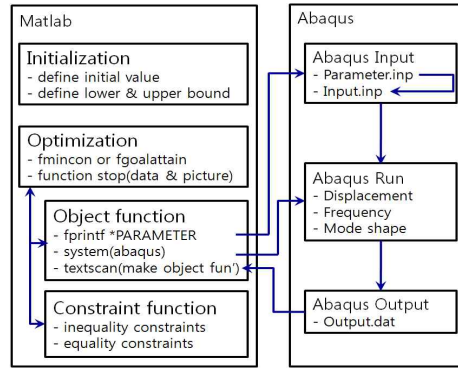 Matlab
Initialization
- define initial value
- define lower & upper bound
Optimization
- fmincon or fgoalattain
- function stop(data & picture)
Object function
- fprintf *PARAMETER
- system(abaqus)
- textscan(make object fun')
Constraint function
- inequality constraints
- equality constraints
Abaqus
Abaqus Input
- Parameter.inp
- Input.inp
Abaqus Run
- Displacement
- Frequency
- Mode shape
Abaqus Output
- Output.dat